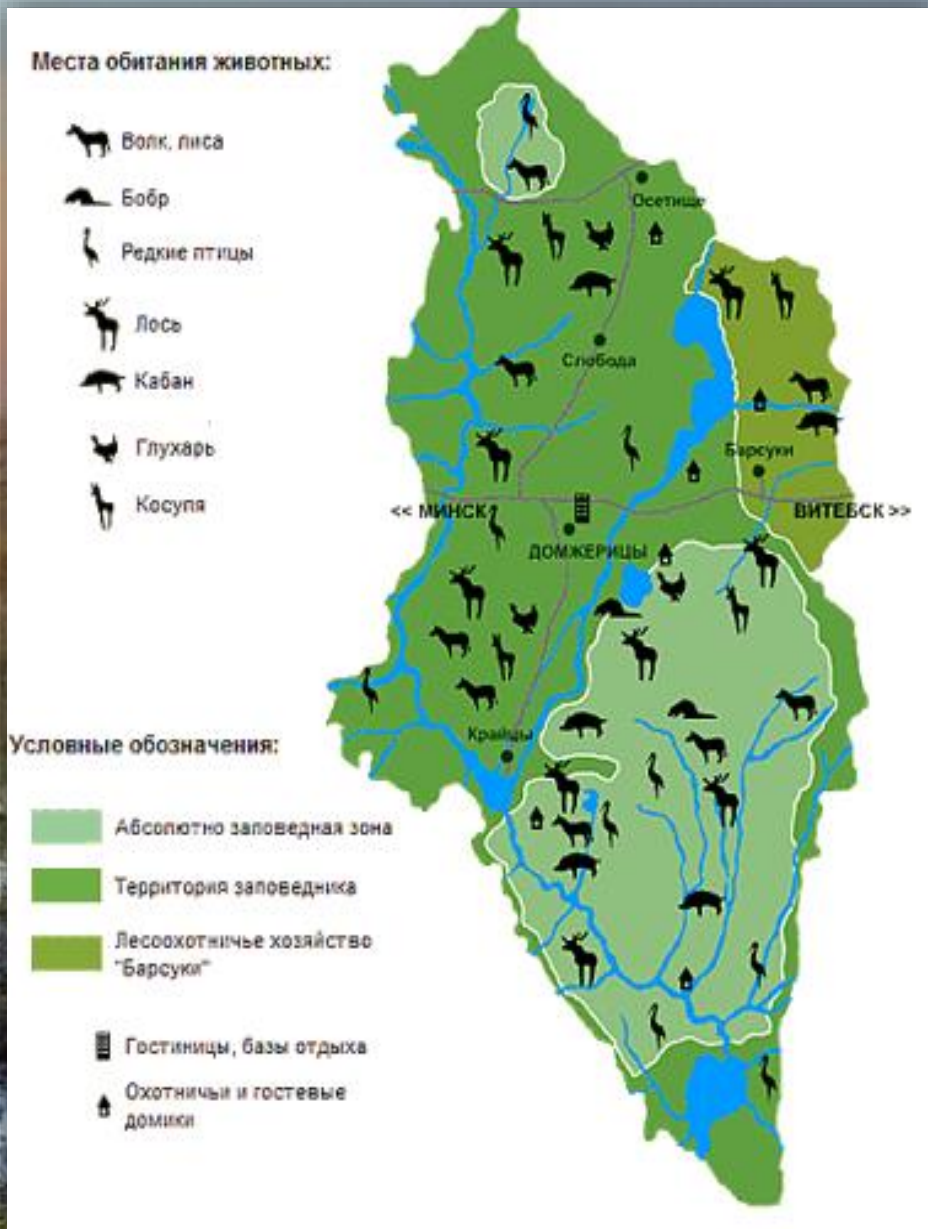 Места обитания животных:
Волк, лиса
Бобр
Редкие птицы
Лось
Кабан
Глухарь
Косуля
Осетище
Слобода
Барсуки
<< МИНСК
ВИТЕБСК >>
ДОМЖЕРИЦЫ
Крайцы
Условные обозначения:
Абсолютно заповедная зона
Территория заповедника
Лесоохотничье хозяйство
"Барсуки"
Гостиницы, базы отдыха
Охотничьи и гостевые
домики